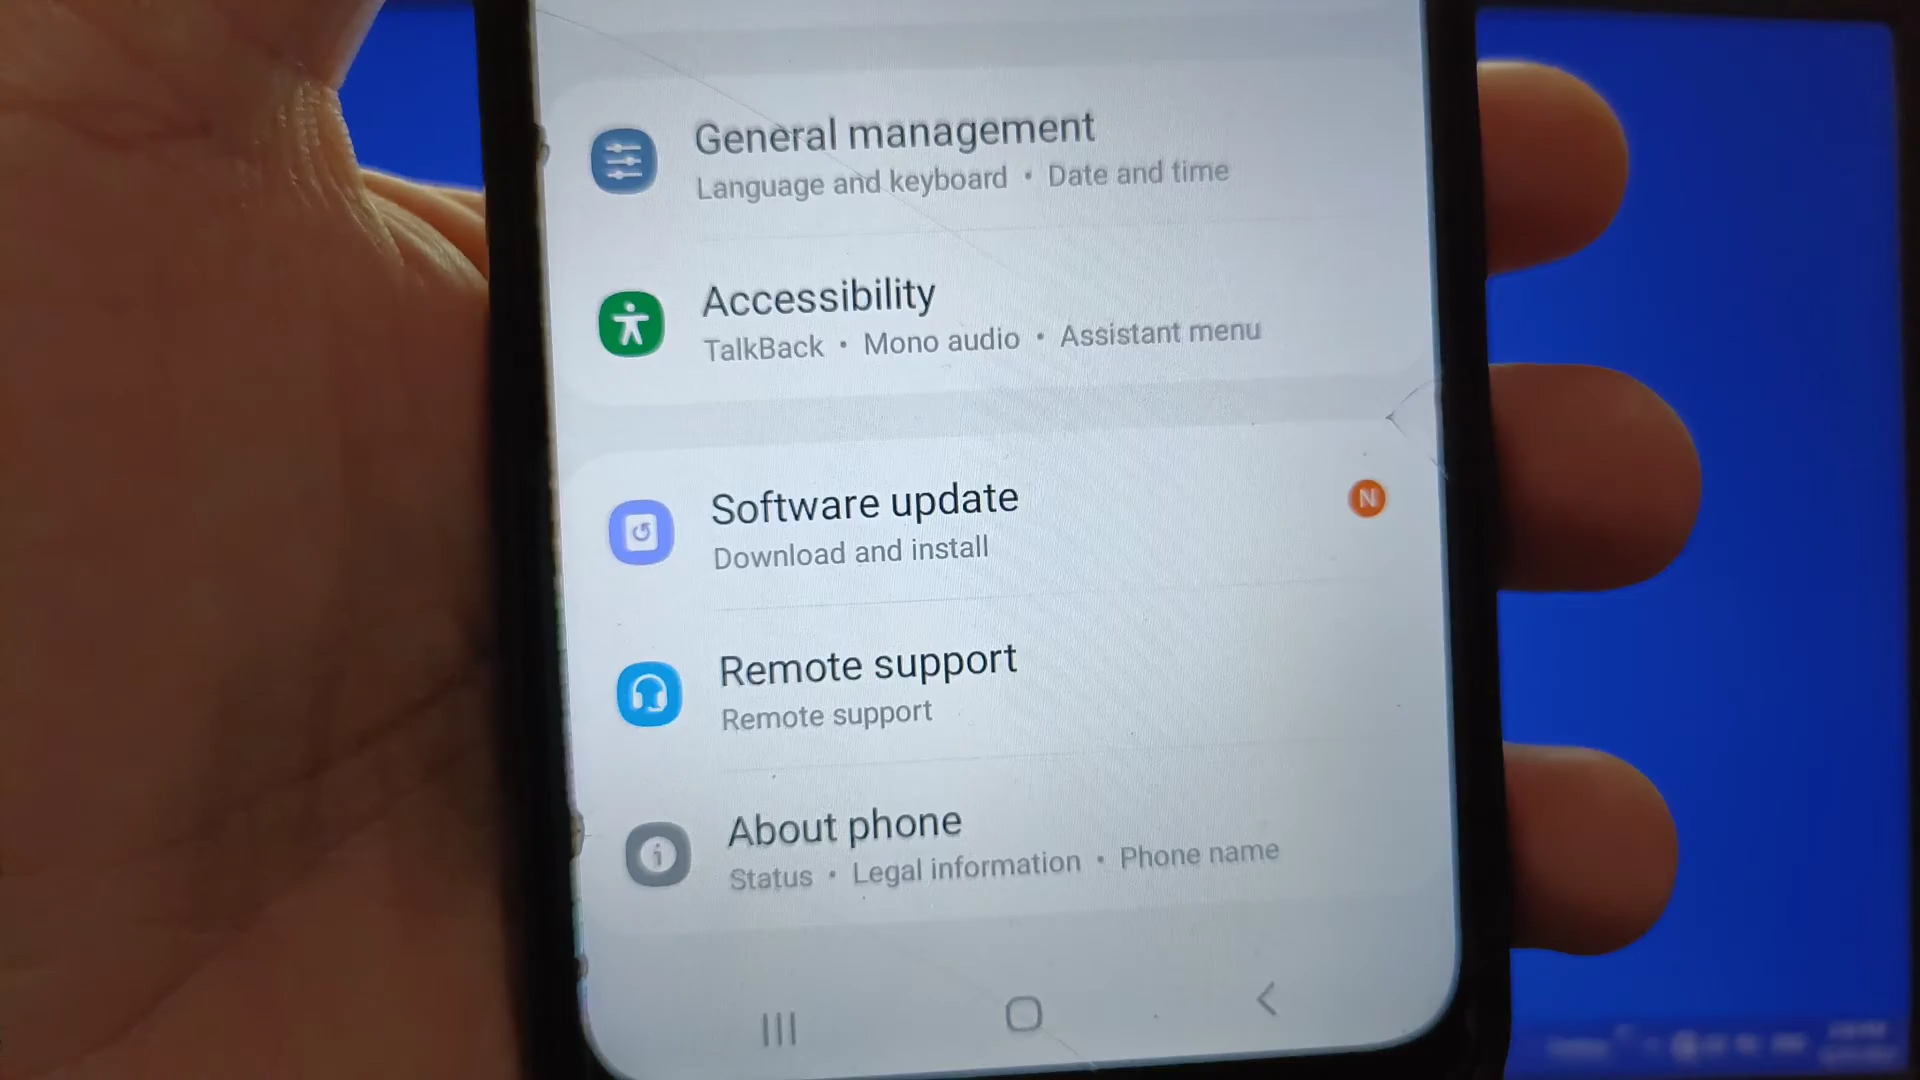 General management
Language and keyboard • Date and time
Accessibility
TalkBack • Mono audio • Assistant menu
Software update
N
Download and install
Remote support
Remote support
About phone
Status • Legal information • Phone name